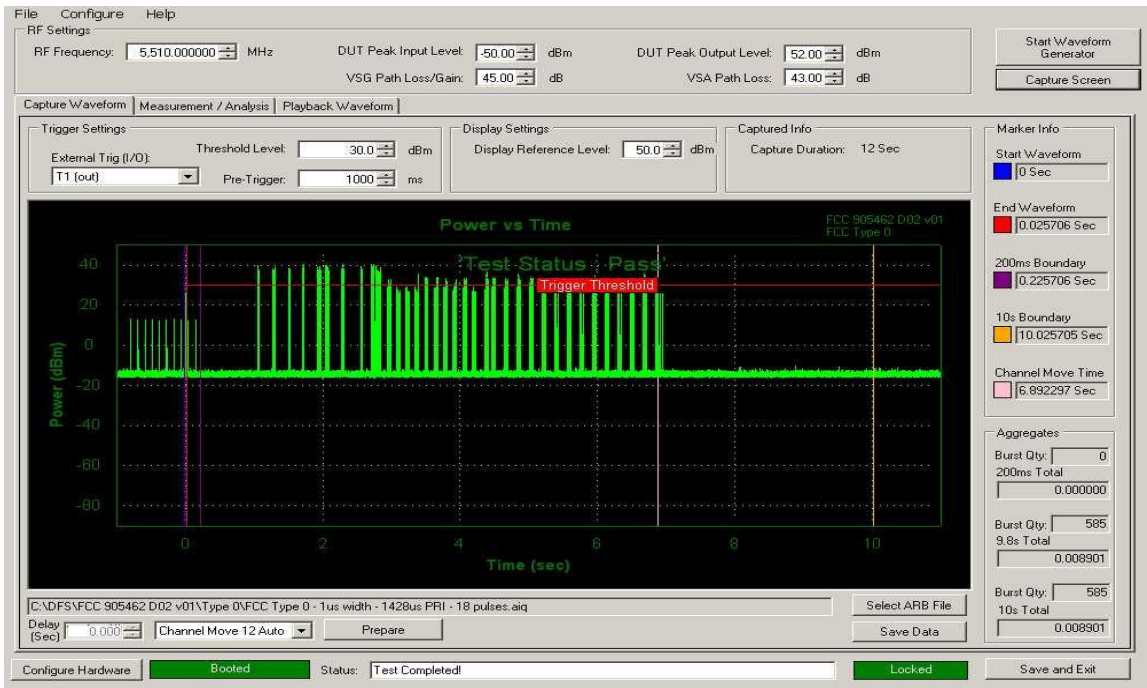 File Configure Help
RF Settings
RF Frequency: 5,510.000000 MHz
DUT Peak Input Level: -50.00 dBm
DUT Peak Output Level: 52.00 dBm
VSG Path Loss/Gain: 45.00 dB
VSA Path Loss: 43.00 dB
Start Waveform Generator
Capture Screen
Capture Waveform Measurement / Analysis Playback Waveform
Trigger Settings
External Trig (I/O):
T1 (out)
Threshold Level: 30.0 dBm
Pre-Trigger: 1000 ms
Display Settings
Display Reference Level: 50.0 dBm
Captured Info
Capture Duration: 12 Sec
Marker Info
Start Waveform
0 Sec
End Waveform
0.025706 Sec
200ms Boundary
0.225706 Sec
10s Boundary
10.025705 Sec
Channel Move Time
6.892297 Sec
Power vs Time
FCC 905462 D02 v01
FCC Type 0
'Test Status : Pass'
Trigger Threshold
Power (dBm)
40
20
0
-20
-40
-60
-80
0 2 4 6 8 10
Time (sec)
Aggregates
Burst Qty: 0
200ms Total
0.000000
Burst Qty: 585
9.8s Total
0.008901
Burst Qty: 585
10s Total
0.008901
C:\DFS\FCC 905462 D02 v01\Type 0\FCC Type 0 - 1us width - 1428us PRI - 18 pulses.aiq
Select ARB File
Delay (Sec) 0.000
Channel Move 12 Auto
Prepare
Save Data
Configure Hardware
Booted
Status: Test Completed!
Locked
Save and Exit